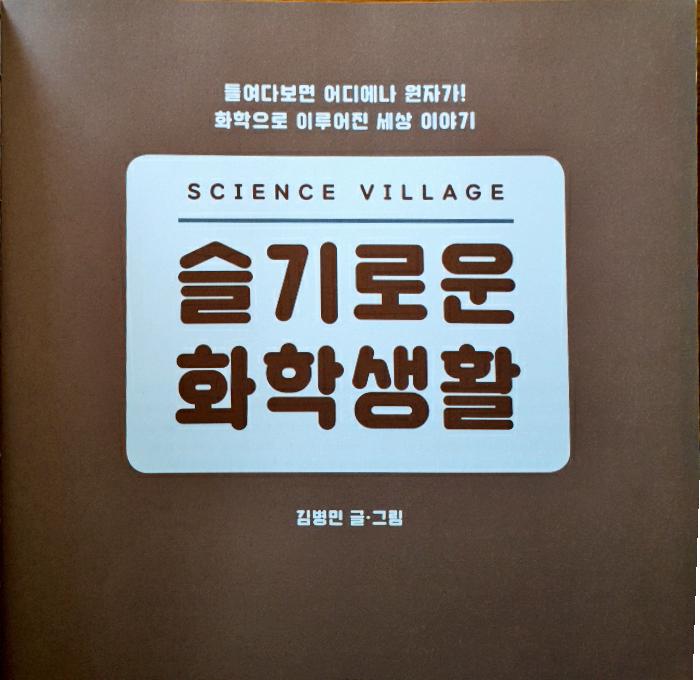 들여다보면 어디에나 원자가!
화학으로 이루어진 세상 이야기
SCIENCE VILLAGE
슬기로운
화학생활
김병민 글·그림